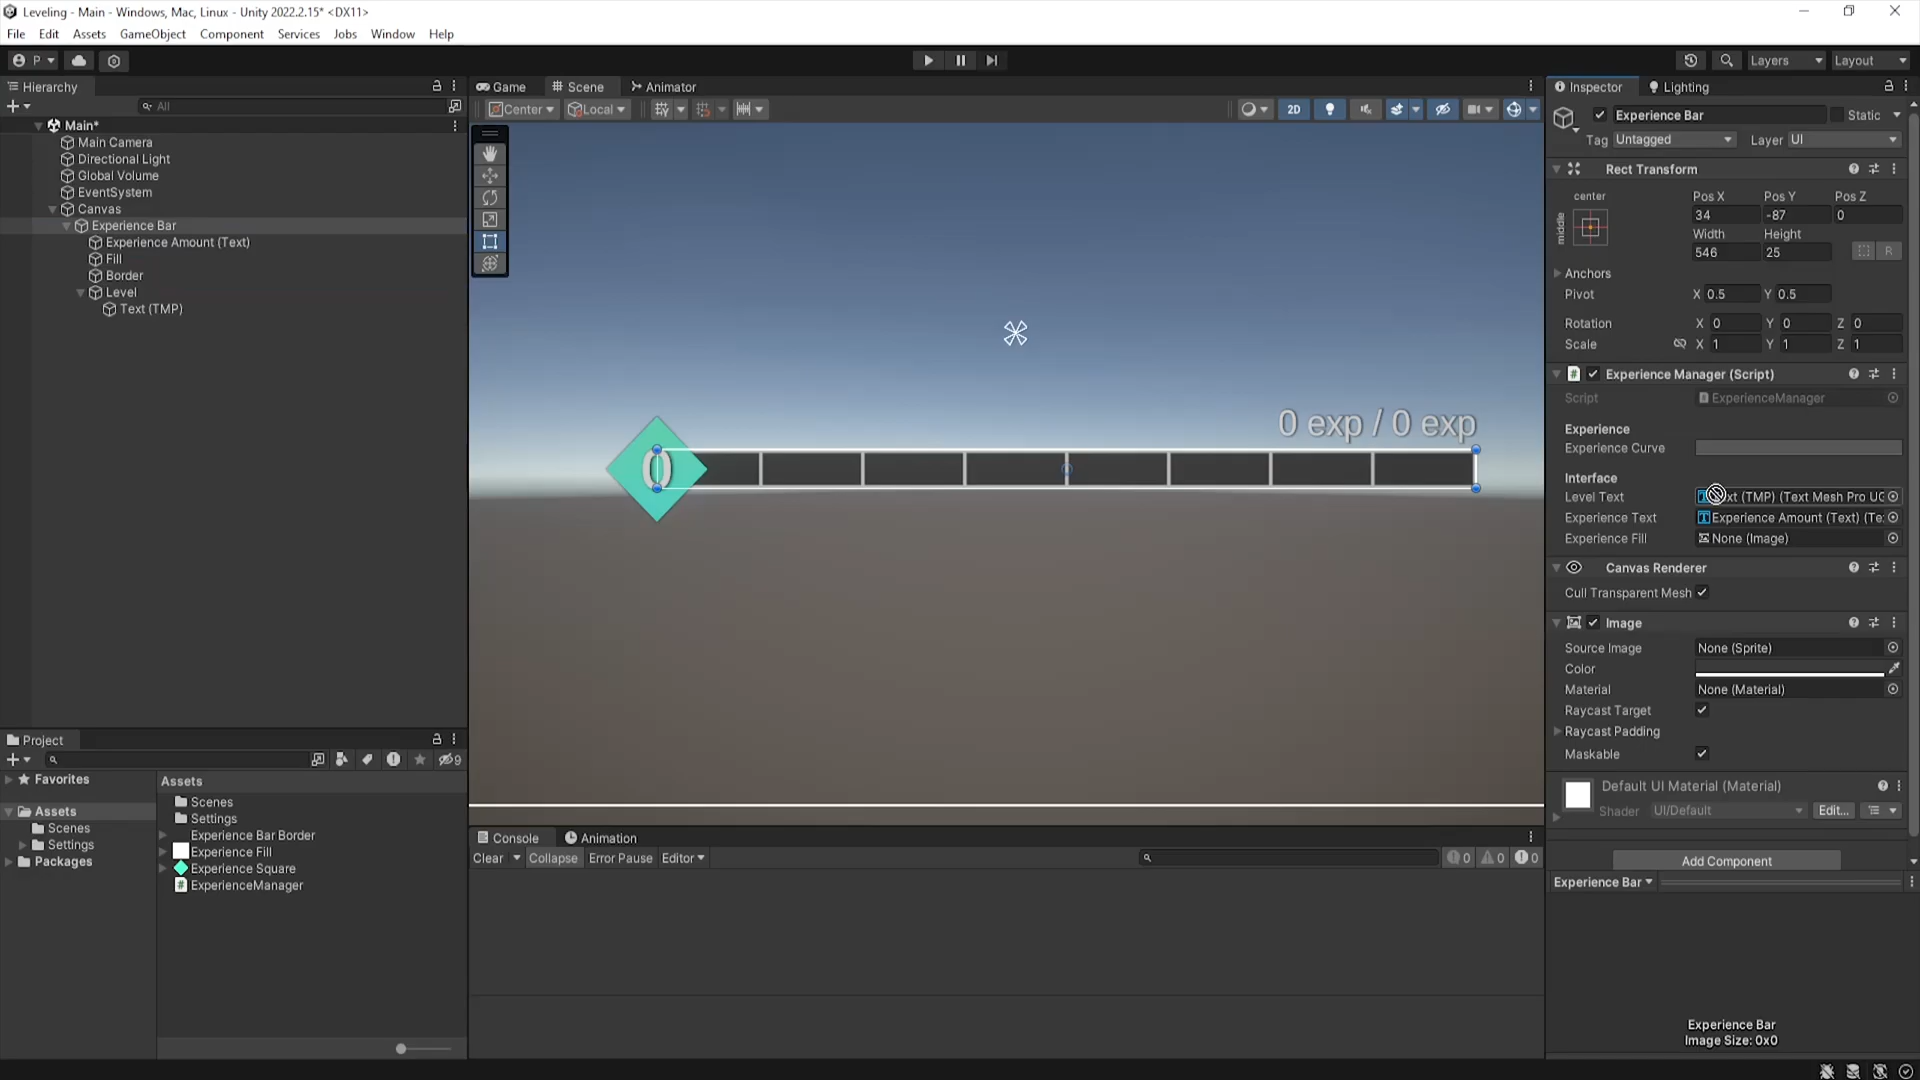 Leveling - Main - Windows, Mac, Linux - Unity 2022.2.15* <DX11>
File Edit Assets GameObject Component Services Jobs Window Help
P Layers Layout
Hierarchy
All
Main*
Main Camera
Directional Light
Global Volume
EventSystem
Canvas
Experience Bar
Experience Amount (Text)
Fill
Border
Level
Text (TMP)
Game Scene Animator
Center Local 2D
0 exp / 0 exp
0
Inspector Lighting
Experience Bar Static
Tag Untagged Layer UI
Rect Transform
center Pos X Pos Y Pos Z
middle 34 -87 0
Width Height
546 25 R
Anchors
Pivot X 0.5 Y 0.5
Rotation X 0 Y 0 Z 0
Scale X 1 Y 1 Z 1
# Experience Manager (Script)
Script ExperienceManager
Experience
Experience Curve
Interface
Level Text (TMP) (Text Mesh Pro UG
Experience Text Experience Amount (Text) (Te
Experience Fill None (Image)
Canvas Renderer
Cull Transparent Mesh
Image
Source Image None (Sprite)
Color
Material None (Material)
Raycast Target
Raycast Padding
Maskable
Default UI Material (Material)
Shader UI/Default Edit...
Add Component
Experience Bar
Experience Bar
Image Size: 0x0
Project
9
Favorites
Assets
Scenes
Settings
Packages
Assets
Scenes
Settings
Experience Bar Border
Experience Fill
Experience Square
# ExperienceManager
Console Animation
Clear Collapse Error Pause Editor 0 0 0